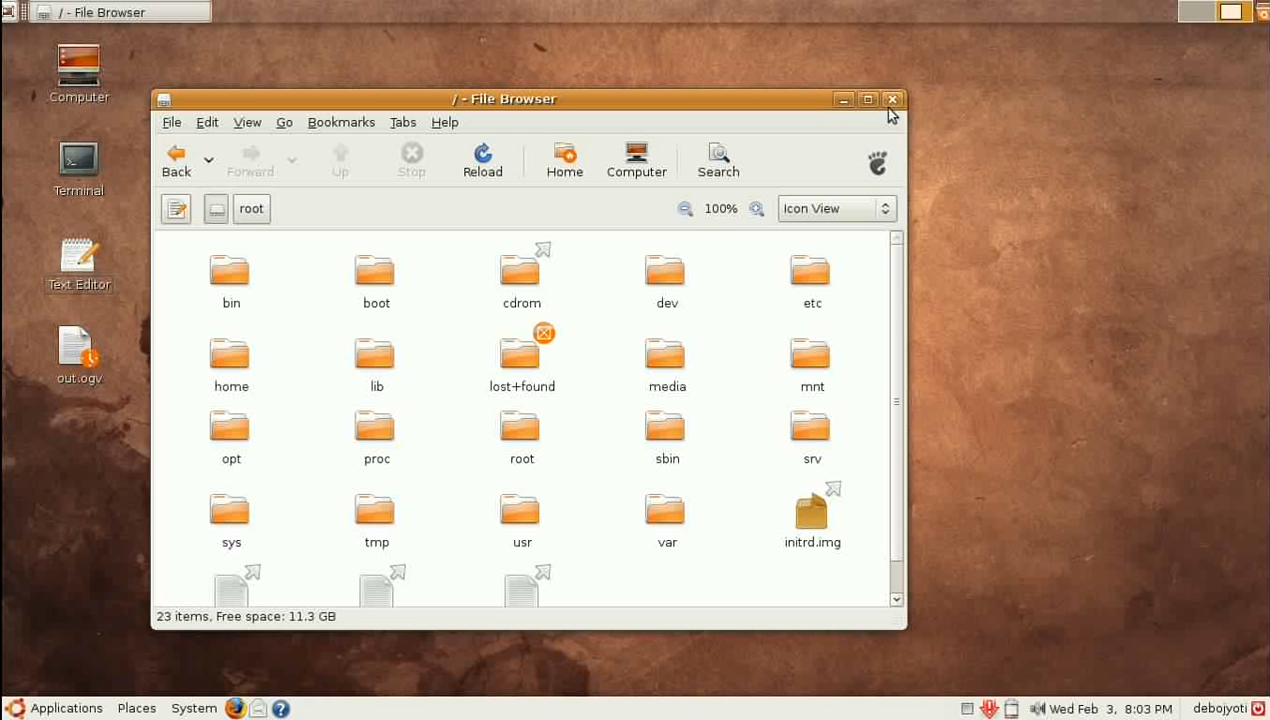 / - File Browser
Computer
Terminal
Text Editor
out.ogv
/ - File Browser
File Edit View Go Bookmarks Tabs Help
Back Forward Up Stop Reload Home Computer Search
root 100% Icon View
bin boot cdrom dev etc
home lib lost+found media mnt
opt proc root sbin srv
sys tmp usr var initrd.img
23 items, Free space: 11.3 GB
Applications Places System Wed Feb 3, 8:03 PM debojyoti